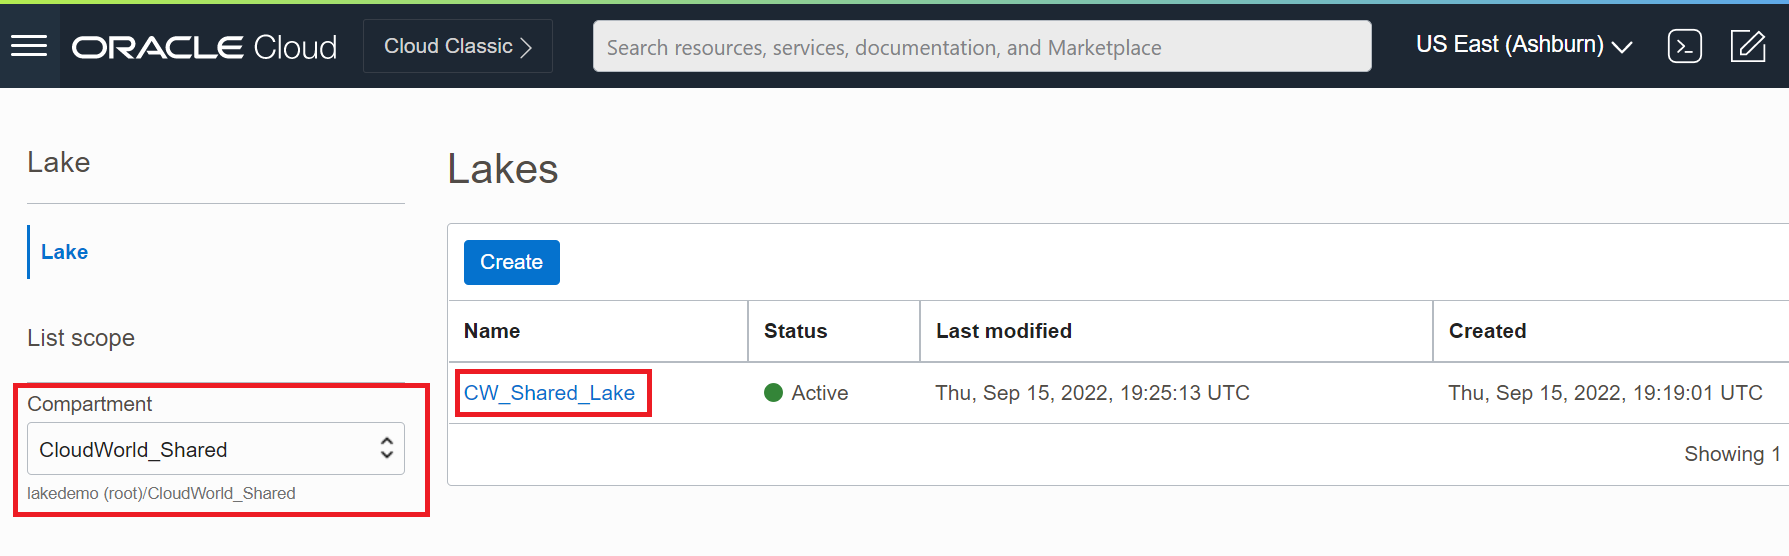 ORACLE Cloud
Cloud Classic
Search resources, services, documentation, and Marketplace
US East (Ashburn)
Lake
Lake
List scope
Compartment
CloudWorld_Shared
lakedemo (root)/CloudWorld_Shared
Lakes
Create
Name Status Last modified Created
CW_Shared_Lake Active Thu, Sep 15, 2022, 19:25:13 UTC Thu, Sep 15, 2022, 19:19:01 UTC
Showing 1